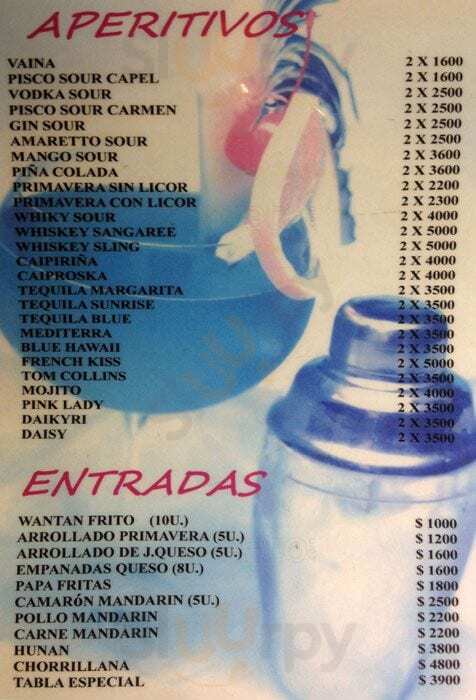 APERITIVOS
VAINA 2 X 1600
PISCO SOUR CAPEL 2 X 1600
VODKA SOUR 2 X 2500
PISCO SOUR CARMEN 2 X 2500
GIN SOUR 2 X 2500
AMARETTO SOUR 2 X 2500
MANGO SOUR 2 X 3600
PIÑA COLADA 2 X 3600
PRIMAVERA SIN LICOR 2 X 2200
PRIMAVERA CON LICOR 2 X 2300
WHIKY SOUR 2 X 4000
WHISKEY SANGAREE 2 X 5000
WHISKEY SLING 2 X 5000
CAIPIRIÑA 2 X 4000
CAIPROSKA 2 X 4000
TEQUILA MARGARITA 2 X 3500
TEQUILA SUNRISE 2 X 3500
TEQUILA BLUE 2 X 3500
MEDITERRA 2 X 3500
BLUE HAWAII 2 X 3500
FRENCH KISS 2 X 5000
TOM COLLINS 2 X 3500
MOJITO 2 X 4000
PINK LADY 2 X 3500
DAIKYRI 2 X 3500
DAISY 2 X 3500
ENTRADAS
WANTAN FRITO (10U.) $ 1000
ARROLLADO PRIMAVERA (5U.) $ 1200
ARROLLADO DE J.QUESO (5U.) $ 1600
EMPANADAS QUESO (8U.) $ 1600
PAPA FRITAS $ 1800
CAMARóN MANDARIN (5U.) $ 2500
POLLO MANDARIN $ 2200
CARNE MANDARIN $ 2200
HUNAN $ 3800
CHORRILLANA $ 4800
TABLA ESPECIAL $ 3900